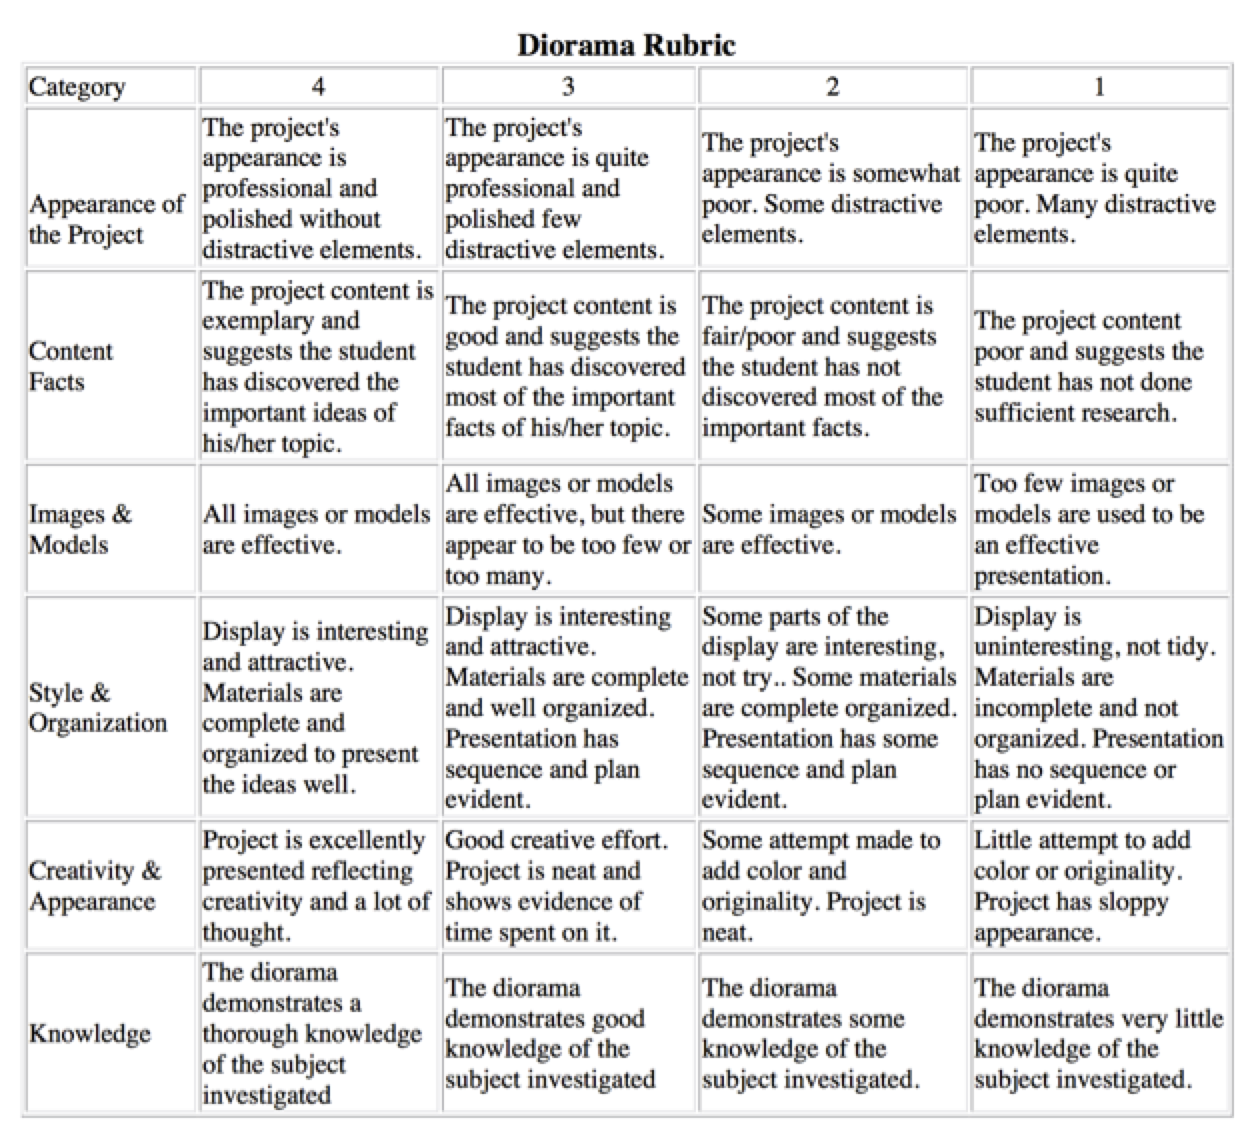 Diorama Rubric
Category
4
3
2
1
Appearance of
the Project
The project's
appearance is
professional and
polished without
distractive elements.
The project's
appearance is quite
professional and
polished few
distractive elements.
The project's
appearance is somewhat
poor. Some distractive
elements.
The project's
appearance is quite
poor. Many distractive
elements.
Content
Facts
The project content is
exemplary and
suggests the student
has discovered the
important ideas of
his/her topic.
The project content is
good and suggests the
student has discovered
most of the important
facts of his/her topic.
The project content is
fair/poor and suggests
the student has not
discovered most of the
important facts.
The project content
poor and suggests the
student has not done
sufficient research.
Images &
Models
All images or models
are effective.
All images or models
are effective, but there
appear to be too few or
too many.
Some images or models
are effective.
Too few images or
models are used to be
an effective
presentation.
Style &
Organization
Display is interesting
and attractive.
Materials are
complete and
organized to present
the ideas well.
Display is interesting
and attractive.
Materials are complete
and well organized.
Presentation has
sequence and plan
evident.
Some parts of the
display are interesting,
not try.. Some materials
are complete organized.
Presentation has some
sequence and plan
evident.
Display is
uninteresting, not tidy.
Materials are
incomplete and not
organized. Presentation
has no sequence or
plan evident.
Creativity &
Appearance
Project is excellently
presented reflecting
creativity and a lot of
thought.
Good creative effort.
Project is neat and
shows evidence of
time spent on it.
Some attempt made to
add color and
originality. Project is
neat.
Little attempt to add
color or originality.
Project has sloppy
appearance.
Knowledge
The diorama
demonstrates a
thorough knowledge
of the subject
investigated
The diorama
demonstrates good
knowledge of the
subject investigated
The diorama
demonstrates some
knowledge of the
subject investigated.
The diorama
demonstrates very little
knowledge of the
subject investigated.